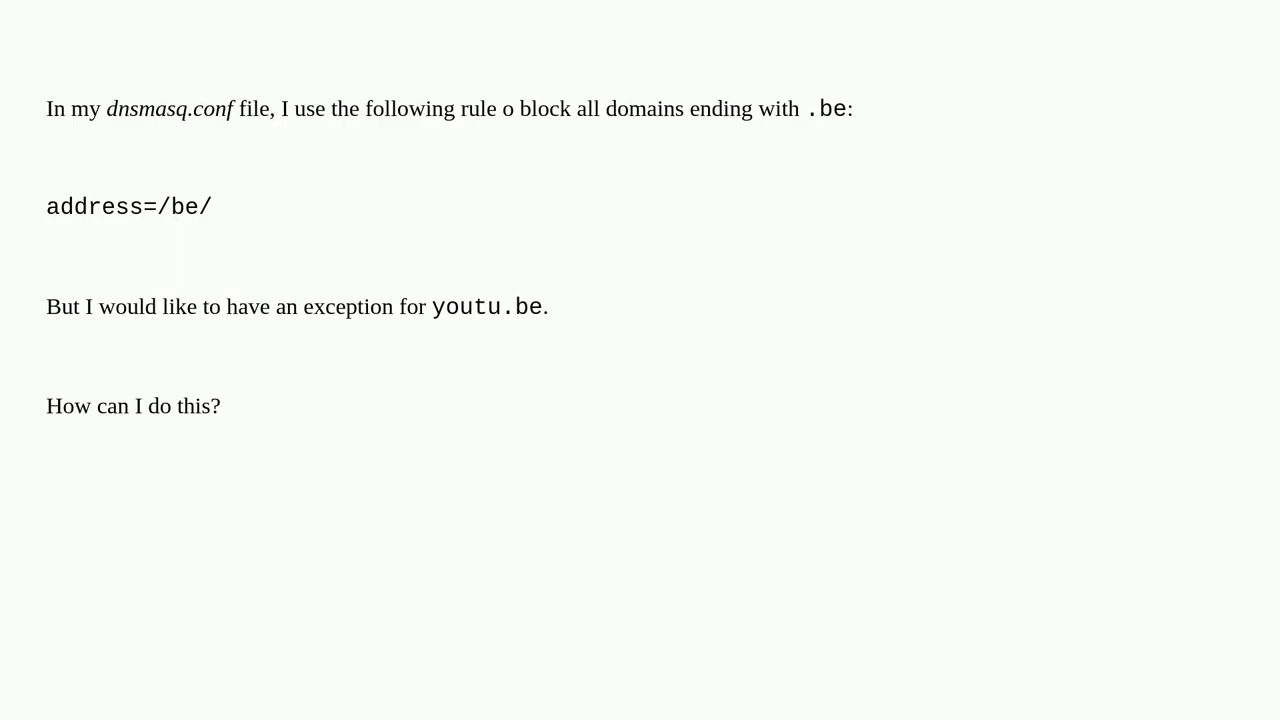 In my dnsmasq.conf file, I use the following rule o block all domains ending with .be:
address=/be/
But I would like to have an exception for youtu.be.
How can I do this?